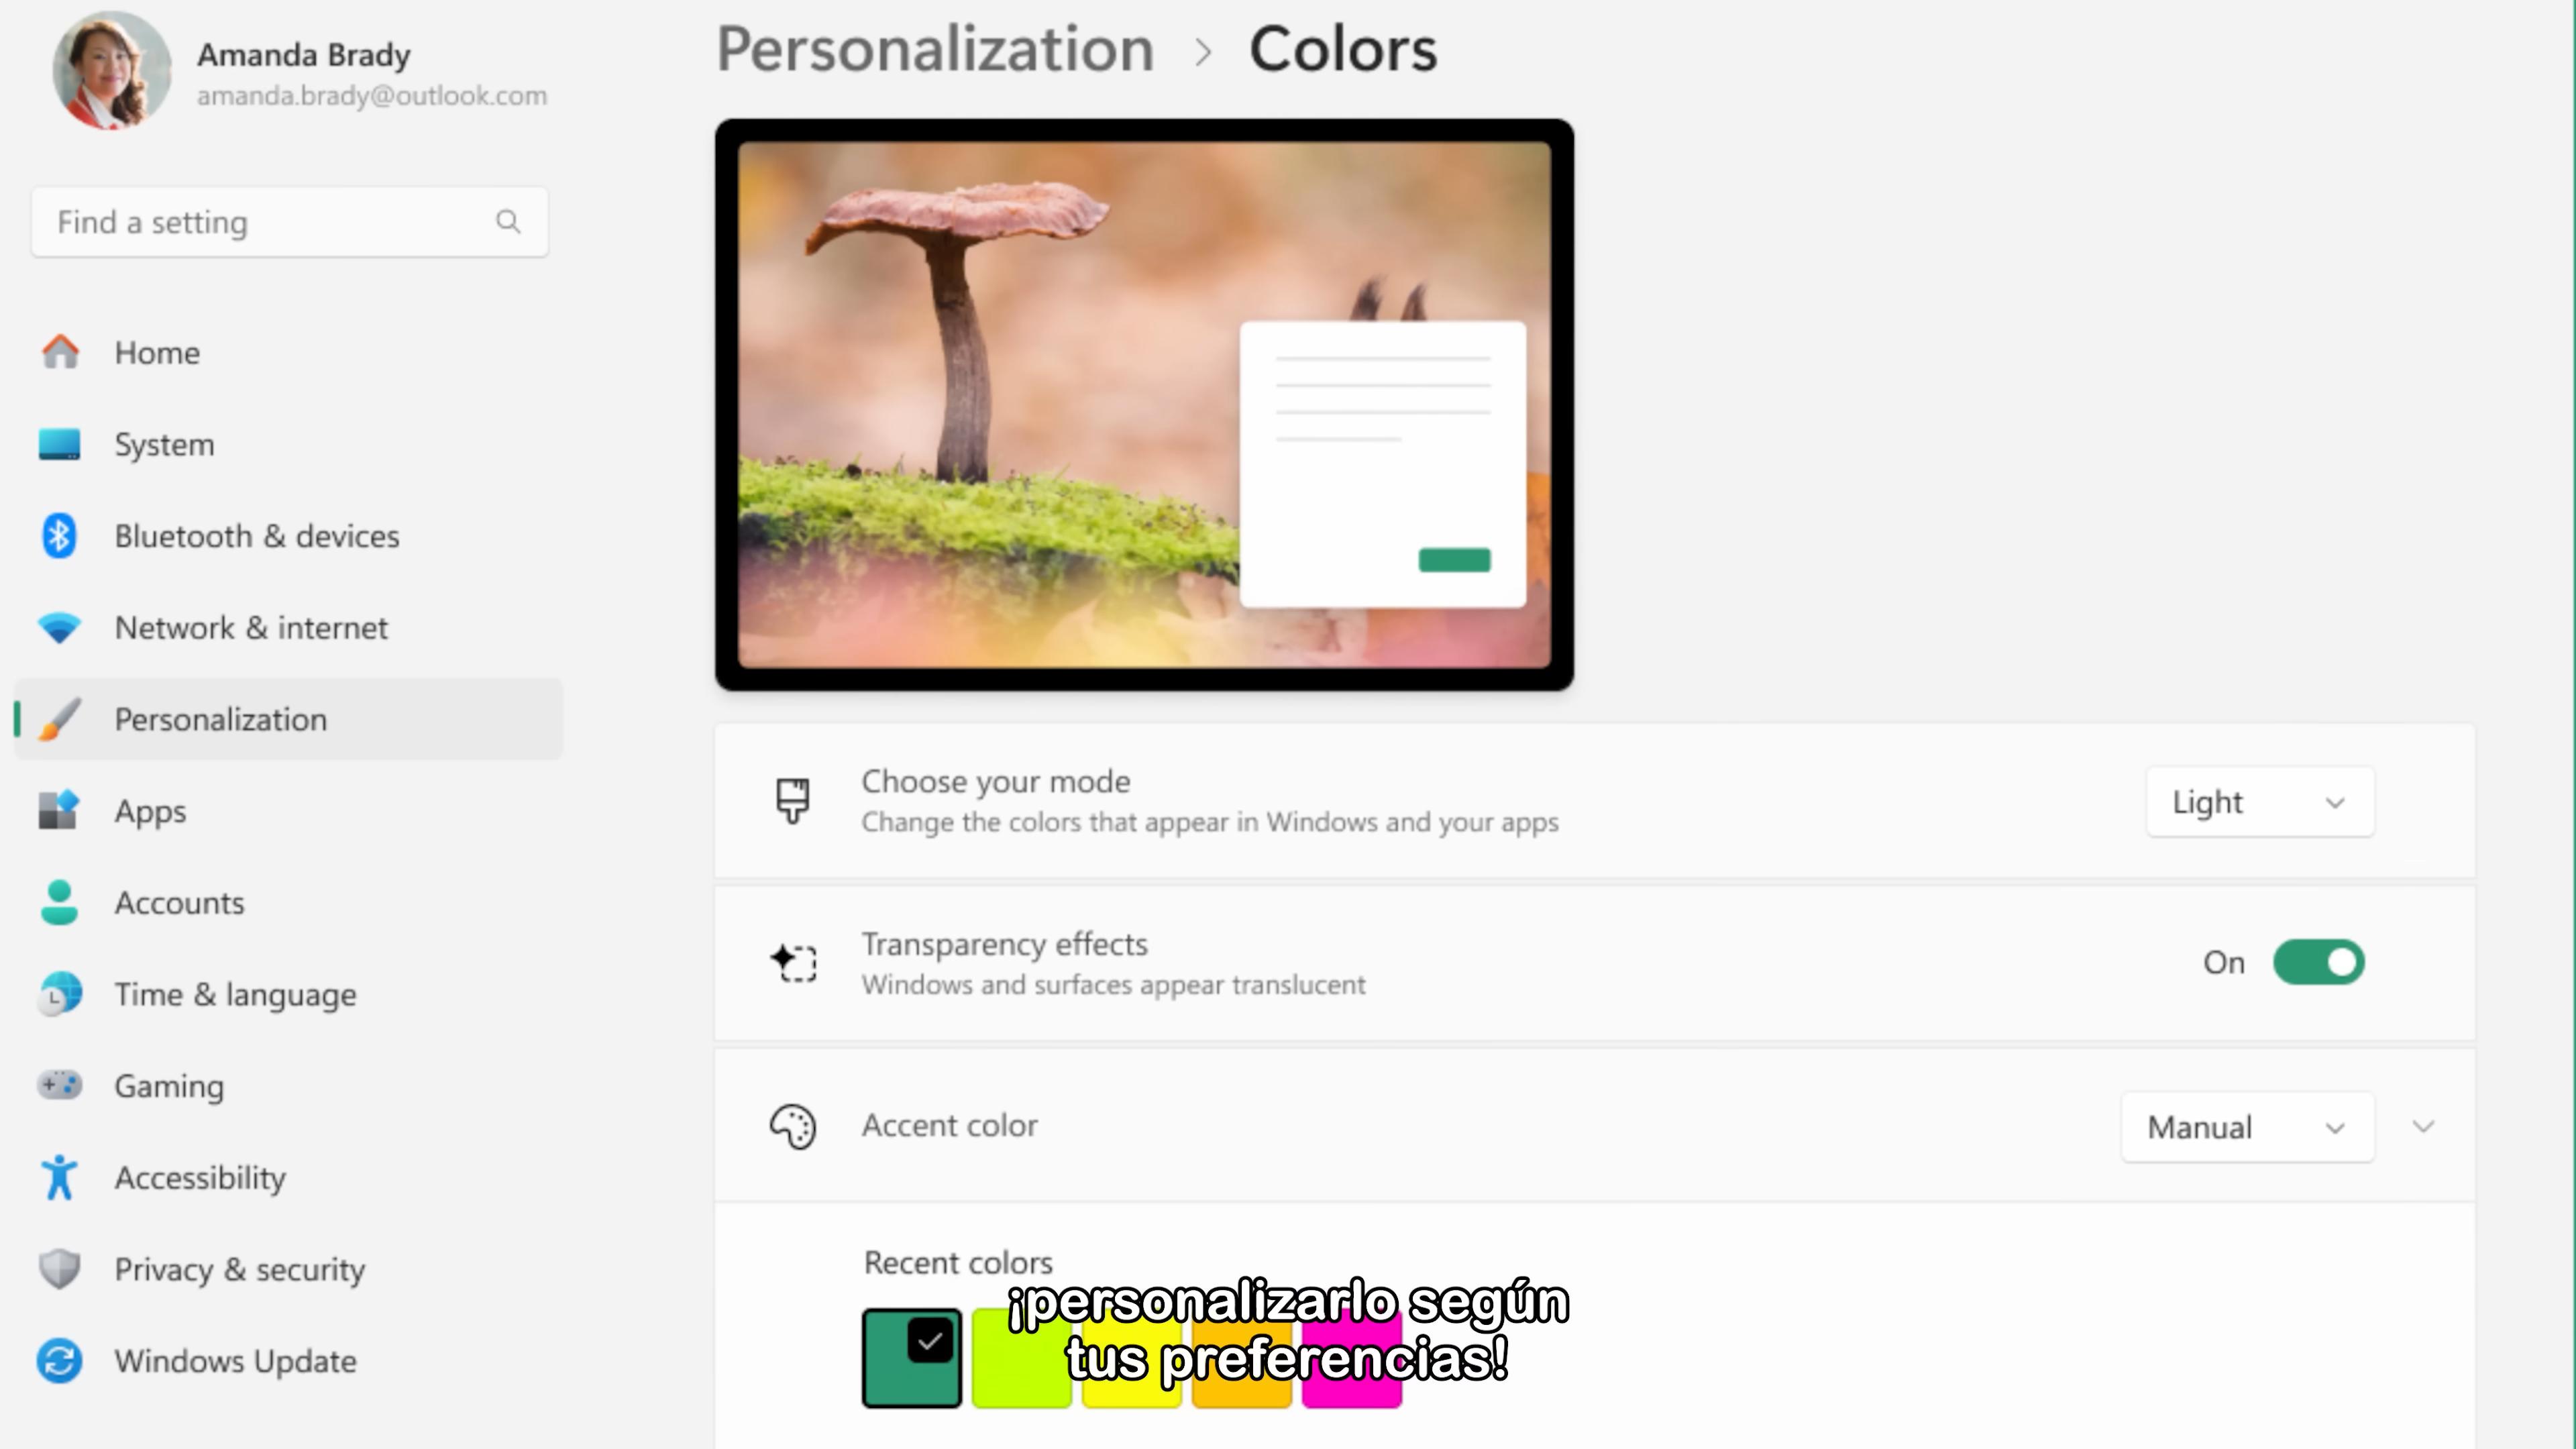 Amanda Brady
amanda.brady@outlook.com
Find a setting
Home
System
Bluetooth & devices
Network & internet
Personalization
Apps
Accounts
Time & language
Gaming
Accessibility
Privacy & security
Windows Update
Personalization > Colors
Choose your mode
Change the colors that appear in Windows and your apps
Light
Transparency effects
Windows and surfaces appear translucent
On
Accent color
Manual
Recent colors
¡personalizarlo según
tus preferencias!